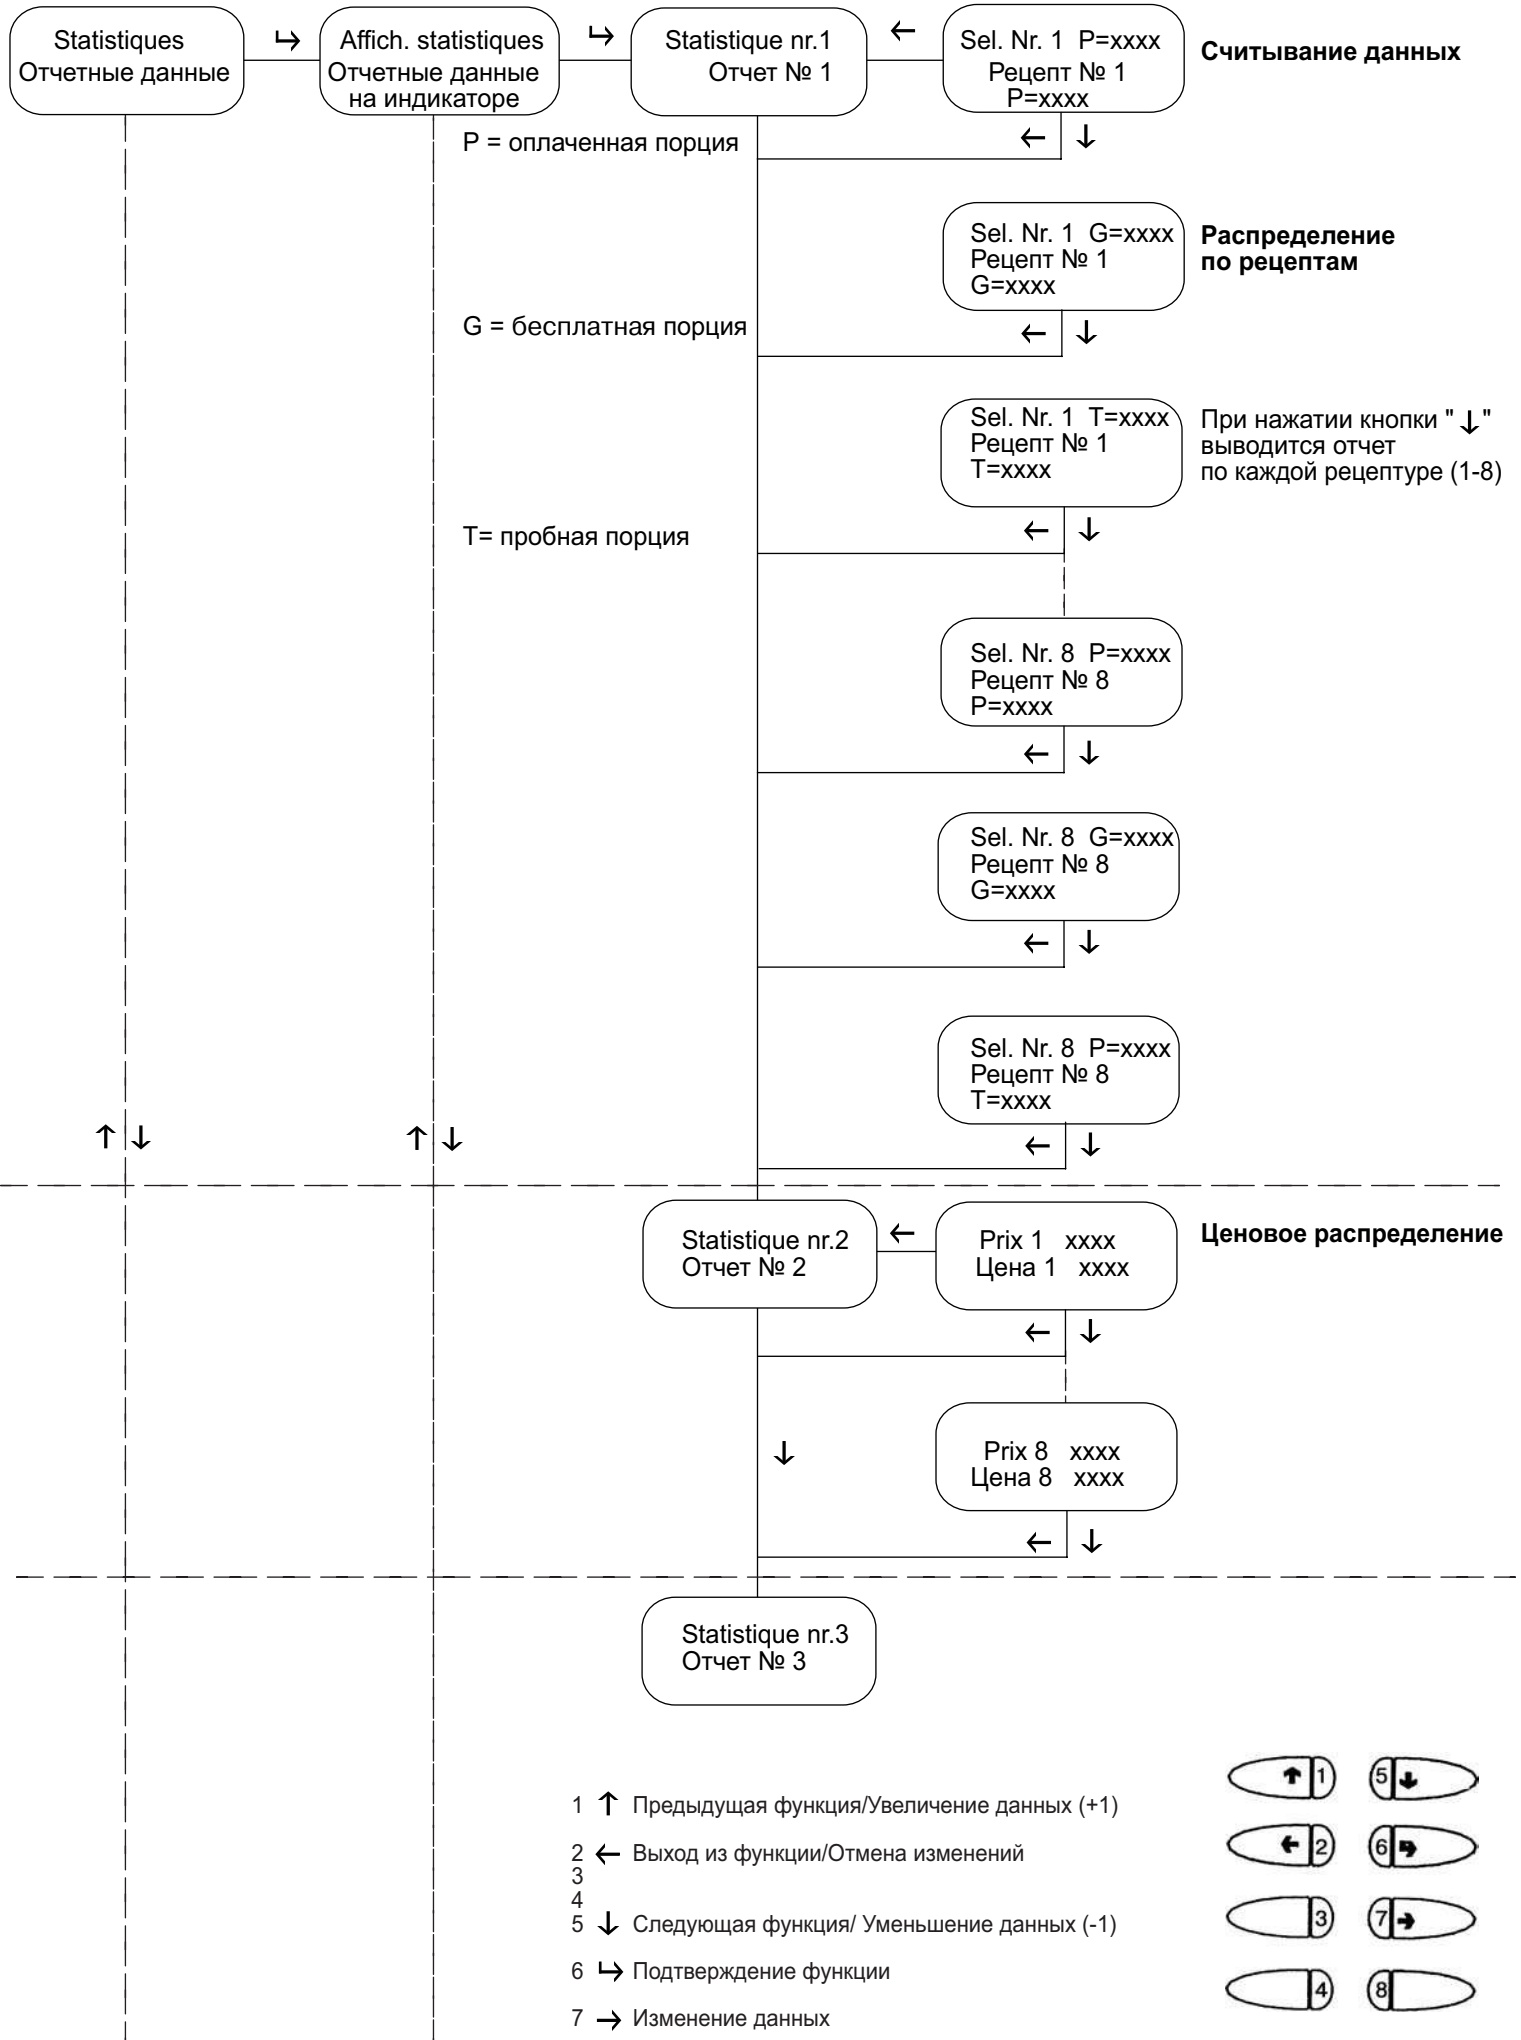 Statistiques
Отчетные данные
Affich. statistiques
Отчетные данные
на индикаторе
Statistique nr.1
Отчет № 1
Sel. Nr. 1 P=xxxx
Рецепт № 1
P=xxxx
Считывание данных
P = оплаченная порция
Sel. Nr. 1 G=xxxx
Рецепт № 1
G=xxxx
Распределение
по рецептам
G = бесплатная порция
Sel. Nr. 1 T=xxxx
Рецепт № 1
T=xxxx
При нажатии кнопки "↓"
выводится отчет
по каждой рецептуре (1-8)
T= пробная порция
Sel. Nr. 8 P=xxxx
Рецепт № 8
P=xxxx
Sel. Nr. 8 G=xxxx
Рецепт № 8
G=xxxx
Sel. Nr. 8 P=xxxx
Рецепт № 8
T=xxxx
Statistique nr.2
Отчет № 2
Prix 1 xxxx
Цена 1 xxxx
Ценовое распределение
Prix 8 xxxx
Цена 8 xxxx
Statistique nr.3
Отчет № 3
1 ↑ Предыдущая функция/Увеличение данных (+1)
2 ← Выход из функции/Отмена изменений
3
4
5 ↓ Следующая функция/ Уменьшение данных (-1)
6 ↳ Подтверждение функции
7 → Изменение данных
1 5
2 6
3 7
4 8